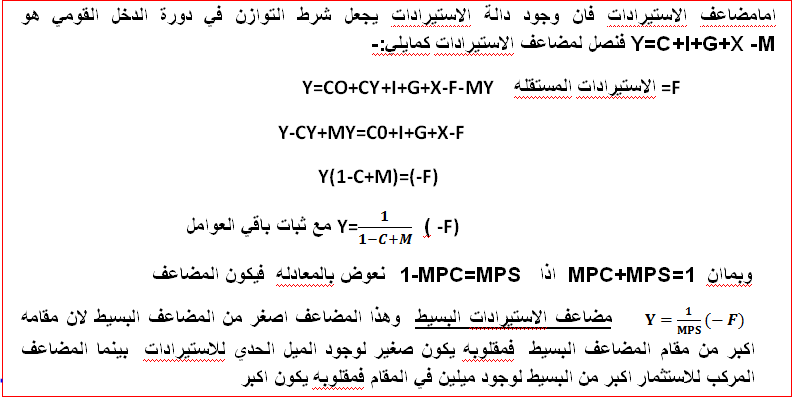 امامضاعف الاستيرادات فان وجود دالة الاستيرادات يجعل شرط التوازن في دورة الدخل القومي هو
Y=C+I+G+X -M فنصل لمضاعف الاستيرادات كمايلي:-
F= الاستيرادات المستقله Y=CO+CY+I+G+X-F-MY
Y-CY+MY=C0+I+G+X-F
Y(1-C+M)=(-F)
Y=1/(1−C+M) ( -F) مع ثبات باقي العوامل
وبماان MPC+MPS=1 اذا 1-MPC=MPS نعوض بالمعادله فيكون المضاعف
Y = 1/MPS (− F) مضاعف الاستيرادات البسيط وهذا المضاعف اصغر من المضاعف البسيط لان مقامه
اكبر من مقام المضاعف البسيط فمقلوبه يكون صغير لوجود الميل الحدي للاستيرادات بينما المضاعف
المركب للاستثمار اكبر من البسيط لوجود ميلين في المقام فمقلوبه يكون اكبر